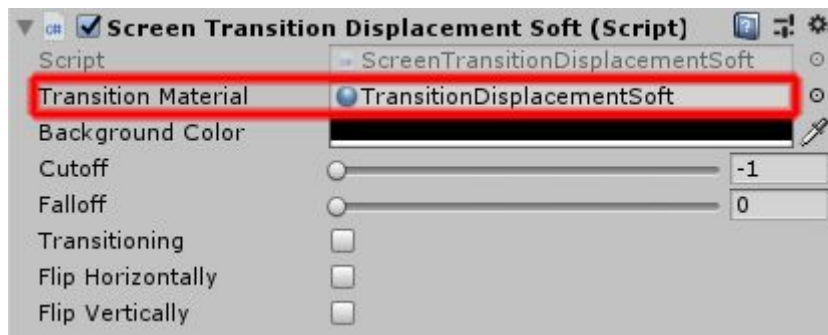 Screen Transition Displacement Soft (Script)
Script ScreenTransitionDisplacementSoft
Transition Material TransitionDisplacementSoft
Background Color
Cutoff -1
Falloff 0
Transitioning
Flip Horizontally
Flip Vertically